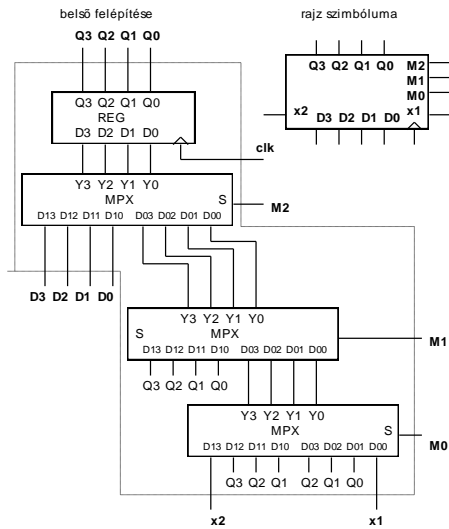 belső felépítése
rajz szimbóluma
Q3 Q2 Q1 Q0
Q3 Q2 Q1 Q0
REG
D3 D2 D1 D0
clk
Q3 Q2 Q1 Q0
M2
M1
M0
x2
x1
D3 D2 D1 D0
Y3 Y2 Y1 Y0
MPX
S
M2
D13 D12 D11 D10 D03 D02 D01 D00
D3 D2 D1 D0
Y3 Y2 Y1 Y0
S
MPX
M1
D13 D12 D11 D10 D03 D02 D01 D00
Q3 Q2 Q1 Q0
Y3 Y2 Y1 Y0
MPX
S
M0
D13 D12 D11 D10 D03 D02 D01 D00
Q3 Q2 Q1 Q2 Q1 Q0
x2
x1